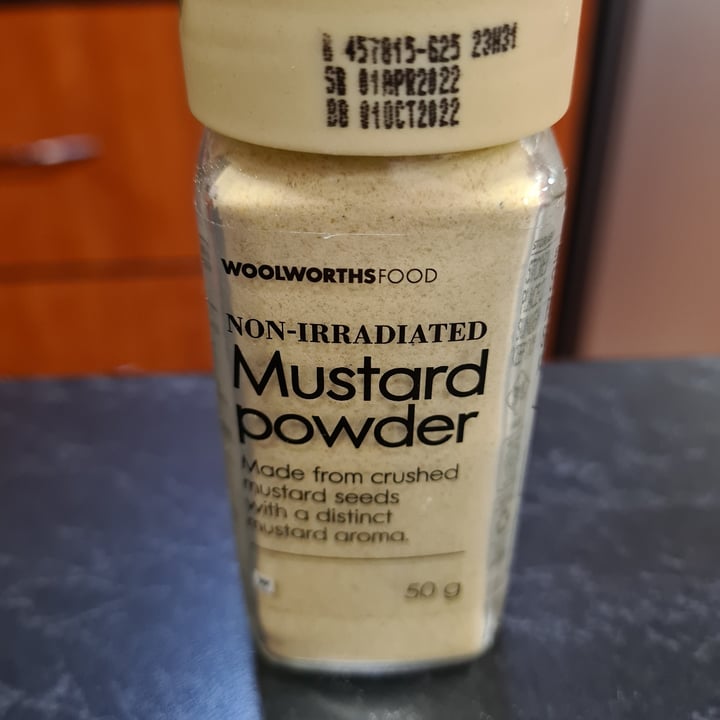 457815-625 23H31
SB 01APR2022
BB 01OCT2022
WOOLWORTHSFOOD
NON-IRRADIATED
Mustard
powder
Made from crushed
mustard seeds
with a distinct
mustard aroma.
50 g